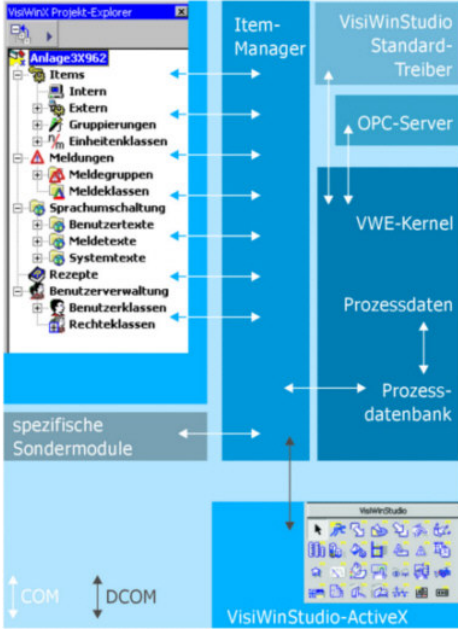 VisiWinX Projekt-Explorer
Anlage3X962
Items
Intern
Extern
Gruppierungen
n/m Einheitenklassen
Meldungen
Meldegruppen
Meldeklassen
Sprachumschaltung
Benutzertexte
Meldetexte
Systemtexte
Rezepte
Benutzerverwaltung
Benutzerklassen
Rechteklassen
Item-
Manager
VisiWinStudio
Standard-
Treiber
OPC-Server
VWE-Kernel
Prozessdaten
Prozess-
datenbank
spezifische
Sondermodule
VisiWinStudio
COM
DCOM
VisiWinStudio-ActiveX